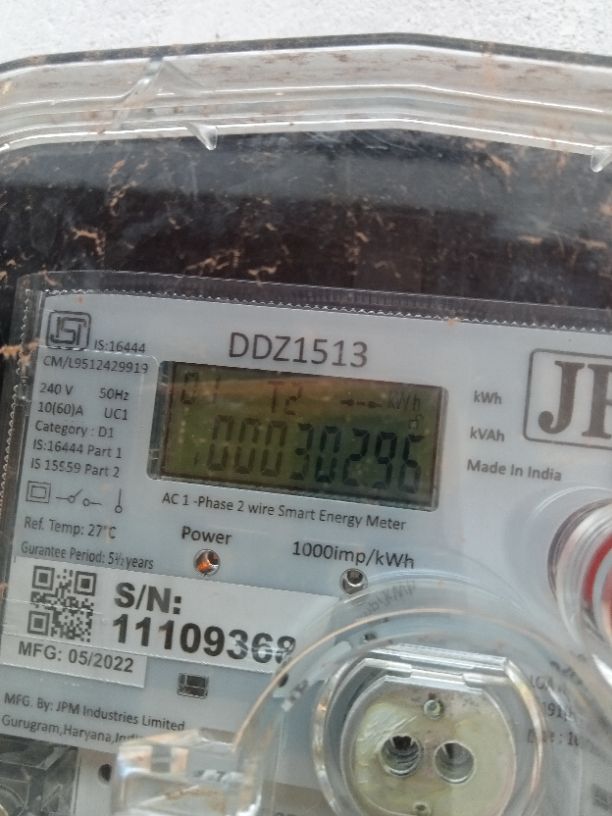 IS:16444
CM/L9512429919
DDZ1513
240 V 50Hz
10(60)A UC1
Category : D1
IS:16444 Part 1
IS 15559 Part 2
01 T2 kWh
00030296
kWh
kVAh
Made In India
AC 1 -Phase 2 wire Smart Energy Meter
Ref. Temp: 27°C
Gurantee Period: 5½ years
Power
1000imp/kWh
S/N:
11109368
MFG: 05/2022
MFG. By: JPM Industries Limited
Gurugram,Haryana,